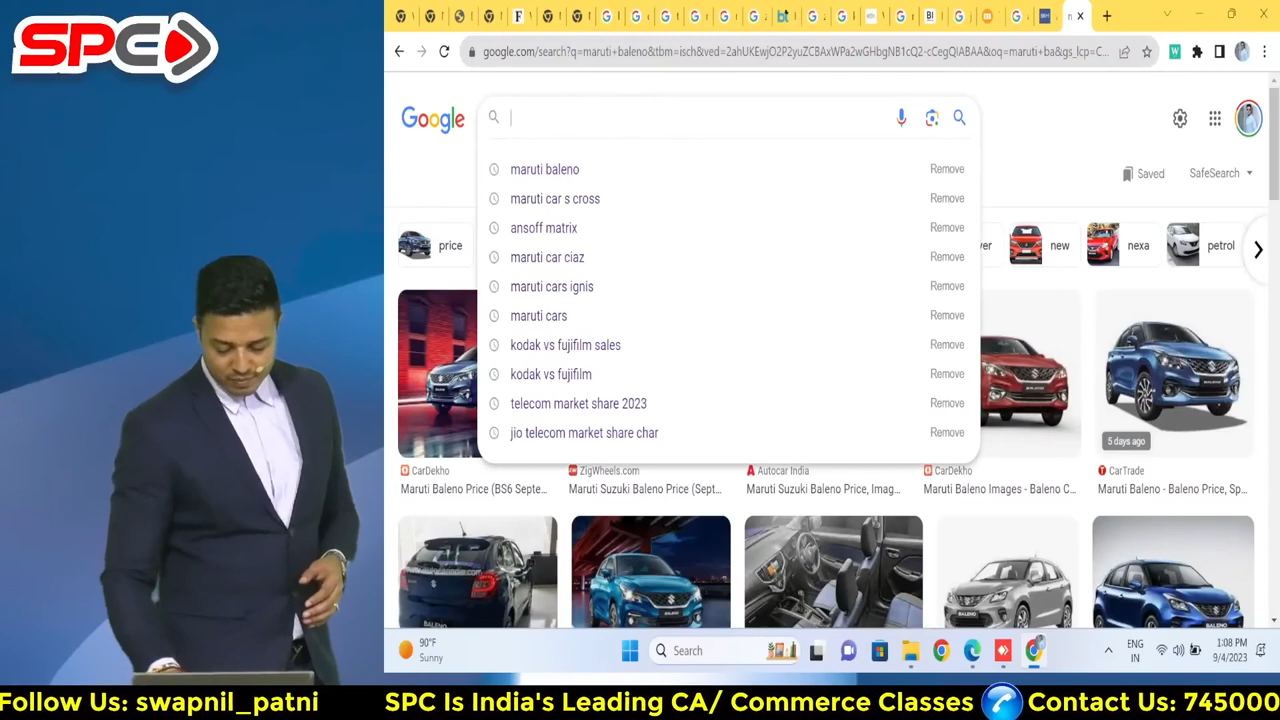 SPC
google.com/search?q=maruti+baleno&tbm=isch&ved=2ahUKEwjO2P2yuZCBAxWPa2wGHbgNB1cQ2-cCegQIABAA&oq=maruti+ba&gs_lcp=C...
Google
maruti baleno Remove
maruti car s cross Remove
ansoff matrix Remove
maruti car ciaz Remove
maruti cars ignis Remove
maruti cars Remove
kodak vs fujifilm sales Remove
kodak vs fujifilm Remove
telecom market share 2023 Remove
jio telecom market share char Remove
Saved SafeSearch
price
ver
new
nexa
petrol
5 days ago
CarDekho
Maruti Baleno Price (BS6 Septe...
ZigWheels.com
Maruti Suzuki Baleno Price (Sept...
Autocar India
Maruti Suzuki Baleno Price, Imag...
CarDekho
Maruti Baleno Images - Baleno C...
CarTrade
Maruti Baleno - Baleno Price, Sp...
90°F
Sunny
Search
ENG
IN
1:08 PM
9/4/2023
Follow Us: swapnil_patni
SPC Is India's Leading CA/ Commerce Classes
Contact Us: 745000